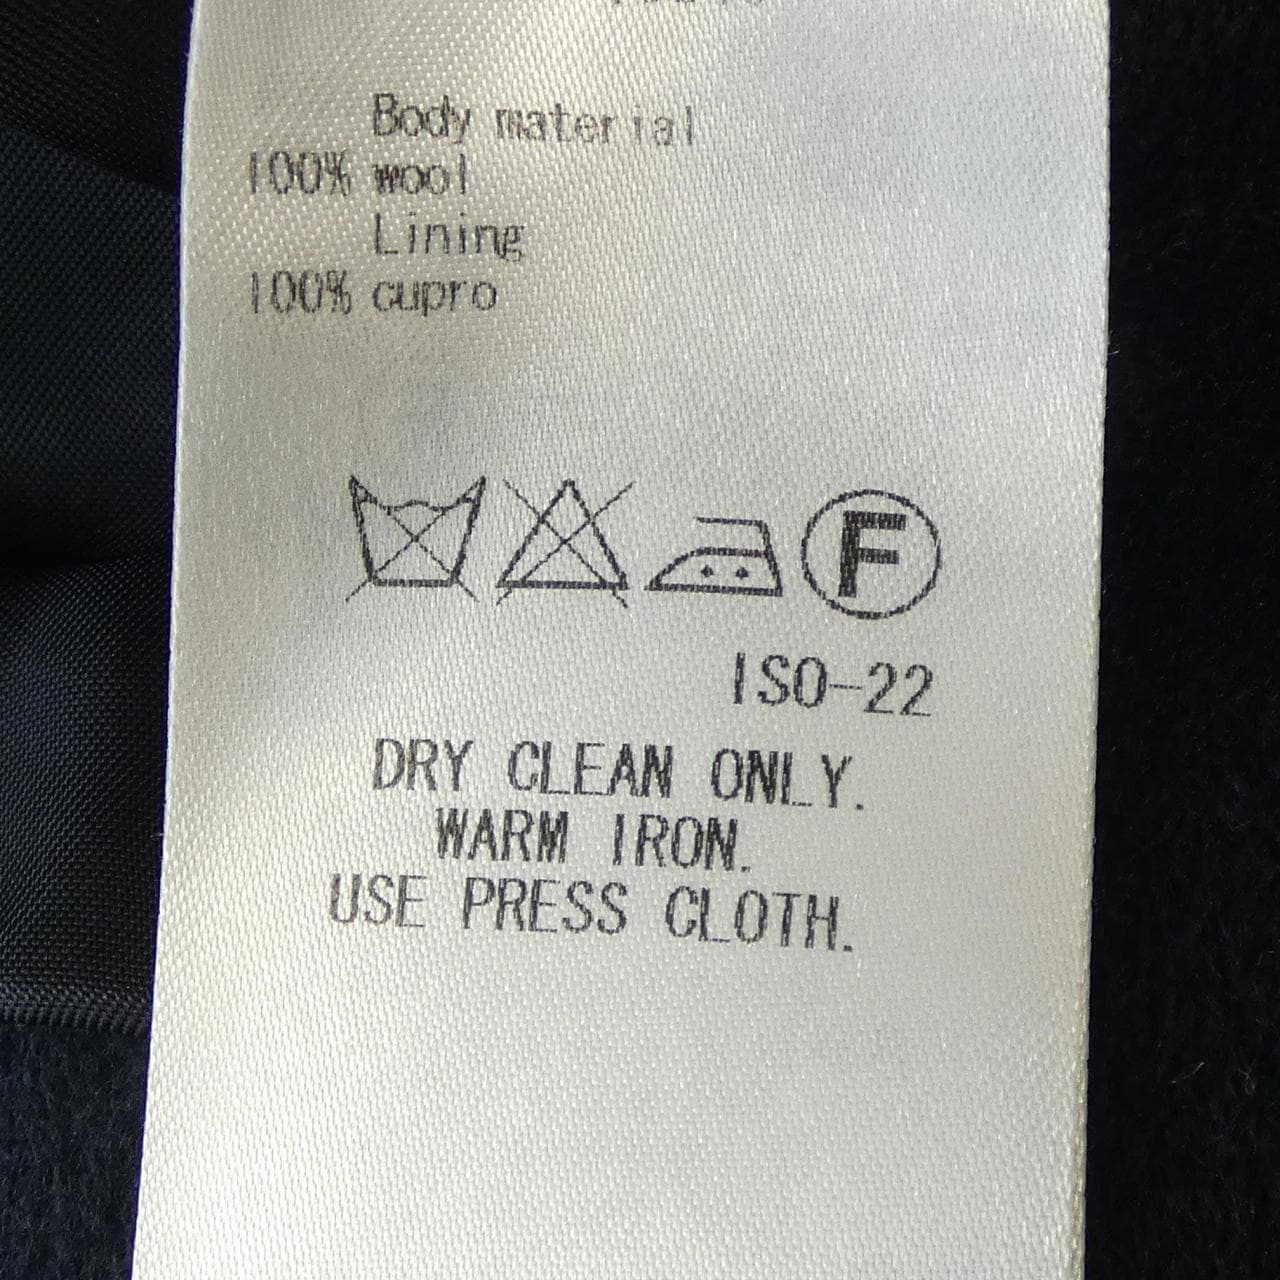 Body material
100% wool
Lining
100% cupro
F
ISO-22
DRY CLEAN ONLY.
WARM IRON.
USE PRESS CLOTH.